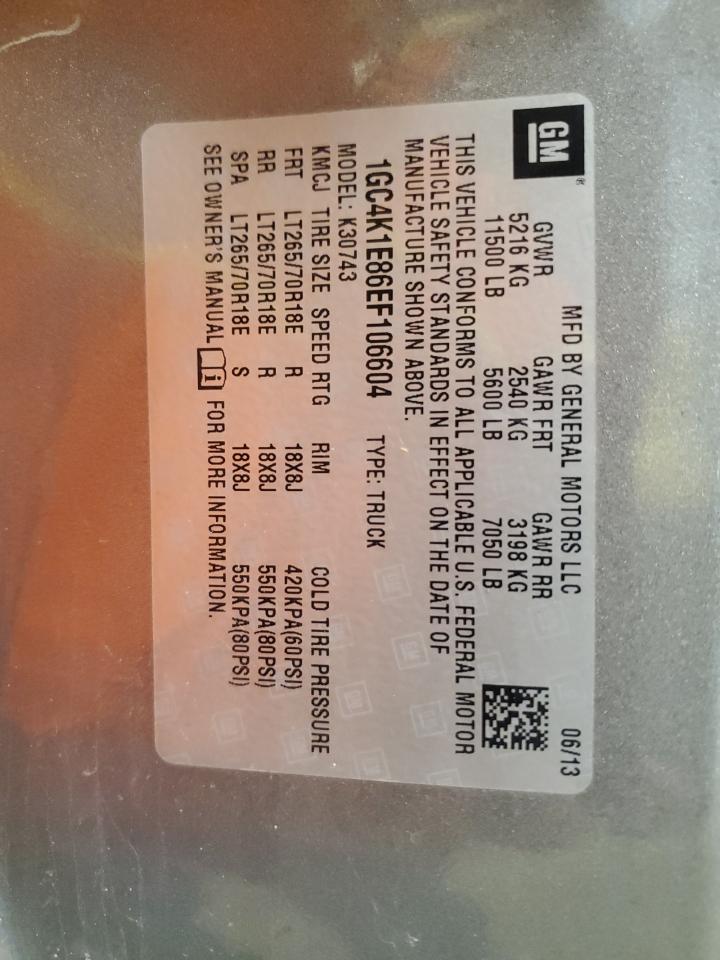 GM®
MFD BY GENERAL MOTORS LLC 06/13
GVWR GAWR FRT GAWR RR
5216 KG 2540 KG 3198 KG
11500 LB 5600 LB 7050 LB
THIS VEHICLE CONFORMS TO ALL APPLICABLE U.S. FEDERAL MOTOR
VEHICLE SAFETY STANDARDS IN EFFECT ON THE DATE OF
MANUFACTURE SHOWN ABOVE.
1GC4K1E86EF106604 TYPE: TRUCK
MODEL: K30743
KMCJ TIRE SIZE SPEED RTG RIM COLD TIRE PRESSURE
FRT LT265/70R18E R 18X8J 420KPA(60PSI)
RR LT265/70R18E R 18X8J 550KPA(80PSI)
SPA LT265/70R18E S 18X8J 550KPA(80PSI)
SEE OWNER'S MANUAL i FOR MORE INFORMATION.